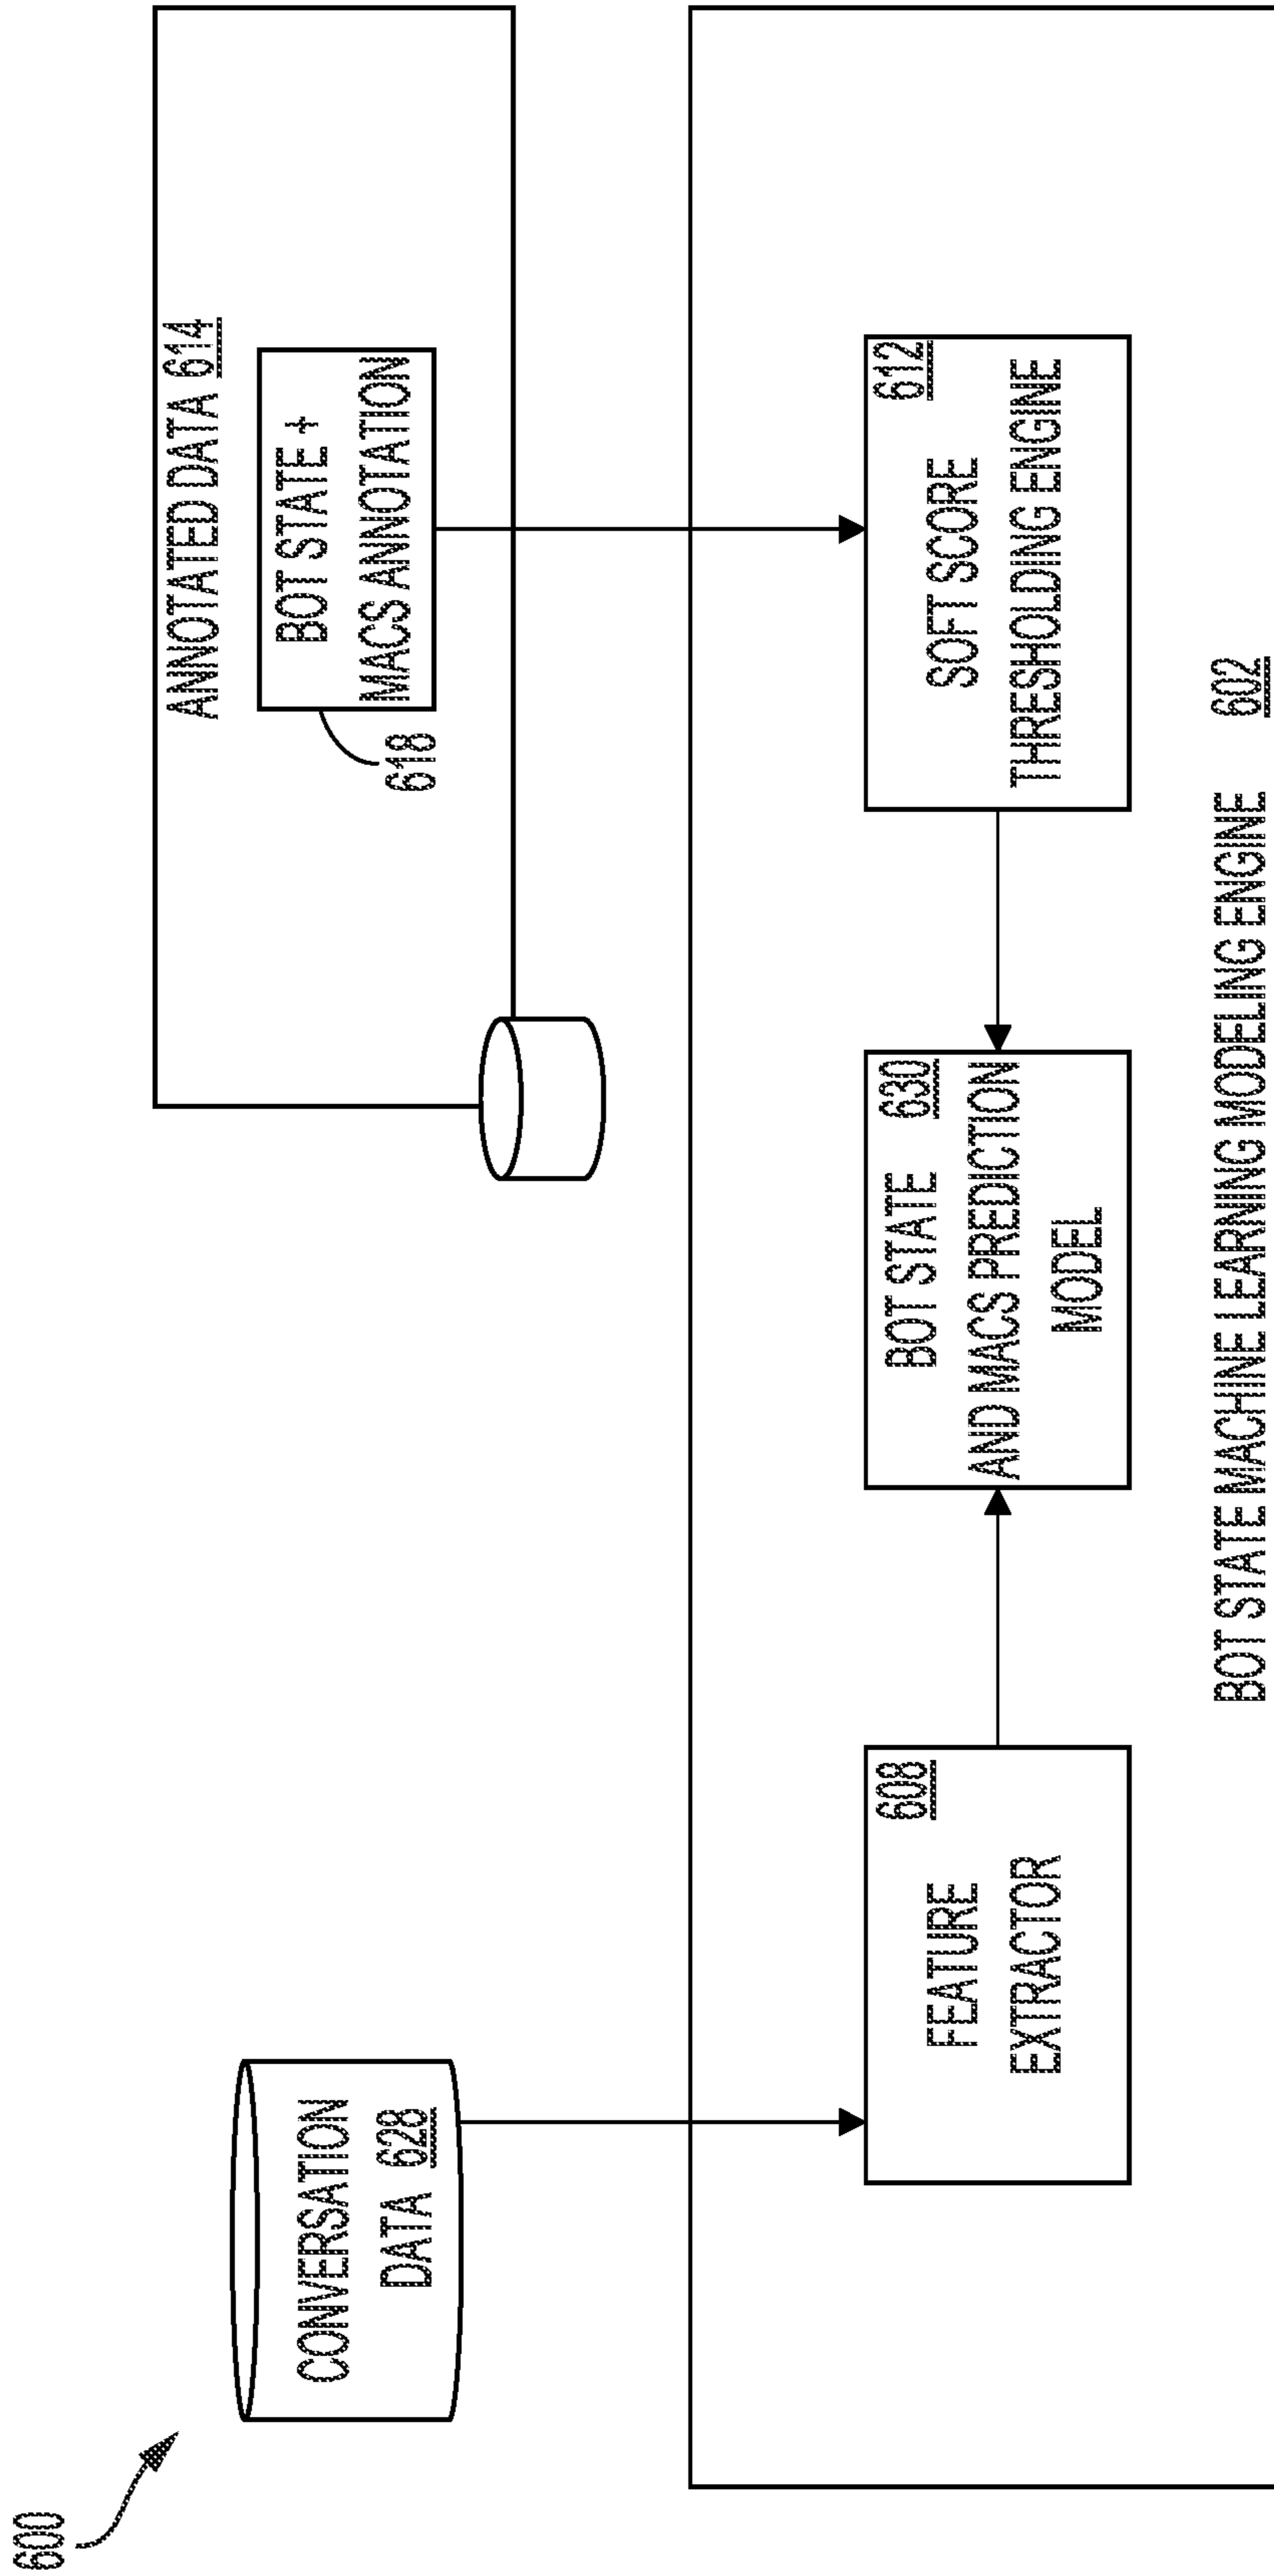 600
CONVERSATION
DATA 628
ANNOTATED DATA 614
BOT STATE +
MACS ANNOTATION
618
FEATURE
EXTRACTOR
608
BOT STATE 630
AND MACS PREDICTION
MODEL
612
SOFT SCORE
THRESHOLDING ENGINE
BOT STATE MACHINE LEARNING MODELING ENGINE 602